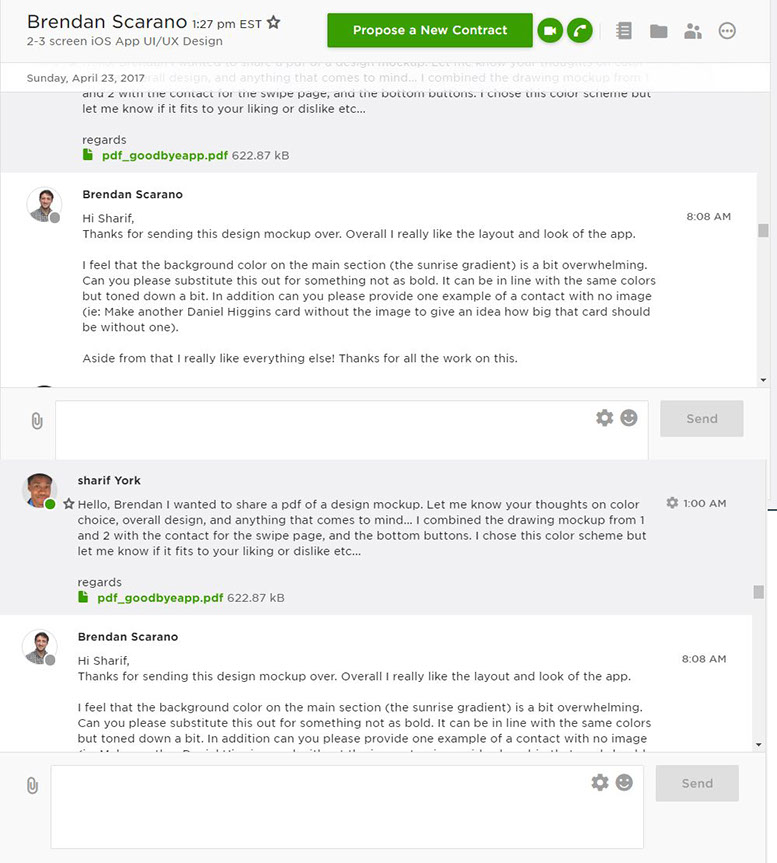 Brendan Scarano 1:27 pm EST
2-3 screen iOS App UI/UX Design
Propose a New Contract
Sunday, April 23, 2017
and 2 with the contact for the swipe page, and the bottom buttons. I chose this color scheme but
let me know if it fits to your liking or dislike etc...
regards
pdf_goodbyeapp.pdf 622.87 kB
Brendan Scarano
Hi Sharif,
8:08 AM
Thanks for sending this design mockup over. Overall I really like the layout and look of the app.
I feel that the background color on the main section (the sunrise gradient) is a bit overwhelming.
Can you please substitute this out for something not as bold. It can be in line with the same colors
but toned down a bit. In addition can you please provide one example of a contact with no image
(ie: Make another Daniel Higgins card without the image to give an idea how big that card should
be without one).
Aside from that I really like everything else! Thanks for all the work on this.
Send
sharif York
Hello, Brendan I wanted to share a pdf of a design mockup. Let me know your thoughts on color
1:00 AM
choice, overall design, and anything that comes to mind... I combined the drawing mockup from 1
and 2 with the contact for the swipe page, and the bottom buttons. I chose this color scheme but
let me know if it fits to your liking or dislike etc...
regards
pdf_goodbyeapp.pdf 622.87 kB
Brendan Scarano
Hi Sharif,
8:08 AM
Thanks for sending this design mockup over. Overall I really like the layout and look of the app.
I feel that the background color on the main section (the sunrise gradient) is a bit overwhelming.
Can you please substitute this out for something not as bold. It can be in line with the same colors
but toned down a bit. In addition can you please provide one example of a contact with no image
Send